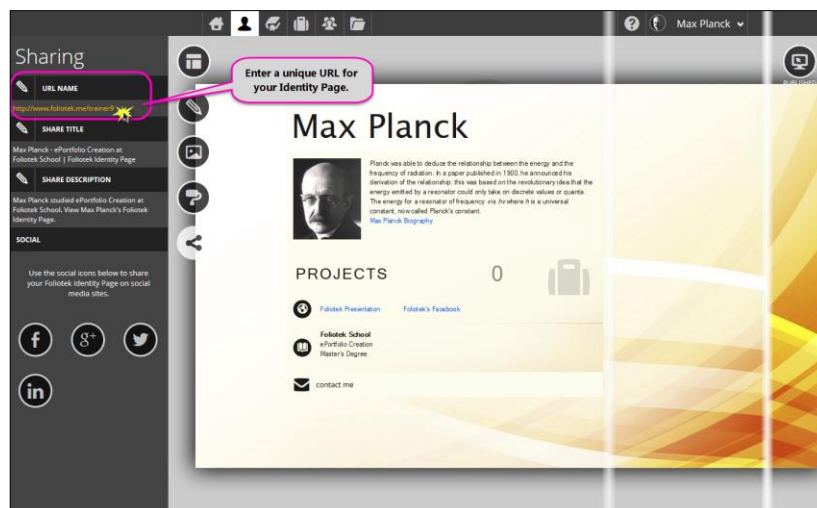 Max Planck
Sharing
URL NAME
http://www.foliotek.me/trainer9
SHARE TITLE
Max Planck - ePortfolio Creation at
Foliotek School | Foliotek Identity Page
SHARE DESCRIPTION
Max Planck studied ePortfolio Creation at
Foliotek School. View Max Planck's Foliotek
Identity Page.
SOCIAL
Use the social icons below to share
your Foliotek Identity Page on social
media sites.
f
g+
in
Enter a unique URL for
your Identity Page.
PUBLISHED
Max Planck
Planck was able to deduce the relationship between the energy and the
frequency of radiation. In a paper published in 1900, he announced his
derivation of the relationship: this was based on the revolutionary idea that the
energy emitted by a resonator could only take on discrete values or quanta.
The energy for a resonator of frequency v is hv where h is a universal
constant, now called Planck's constant.
Max Planck Biography
PROJECTS
0
Foliotek Presentation Foliotek's Facebook
Foliotek School
ePortfolio Creation
Master's Degree
contact me